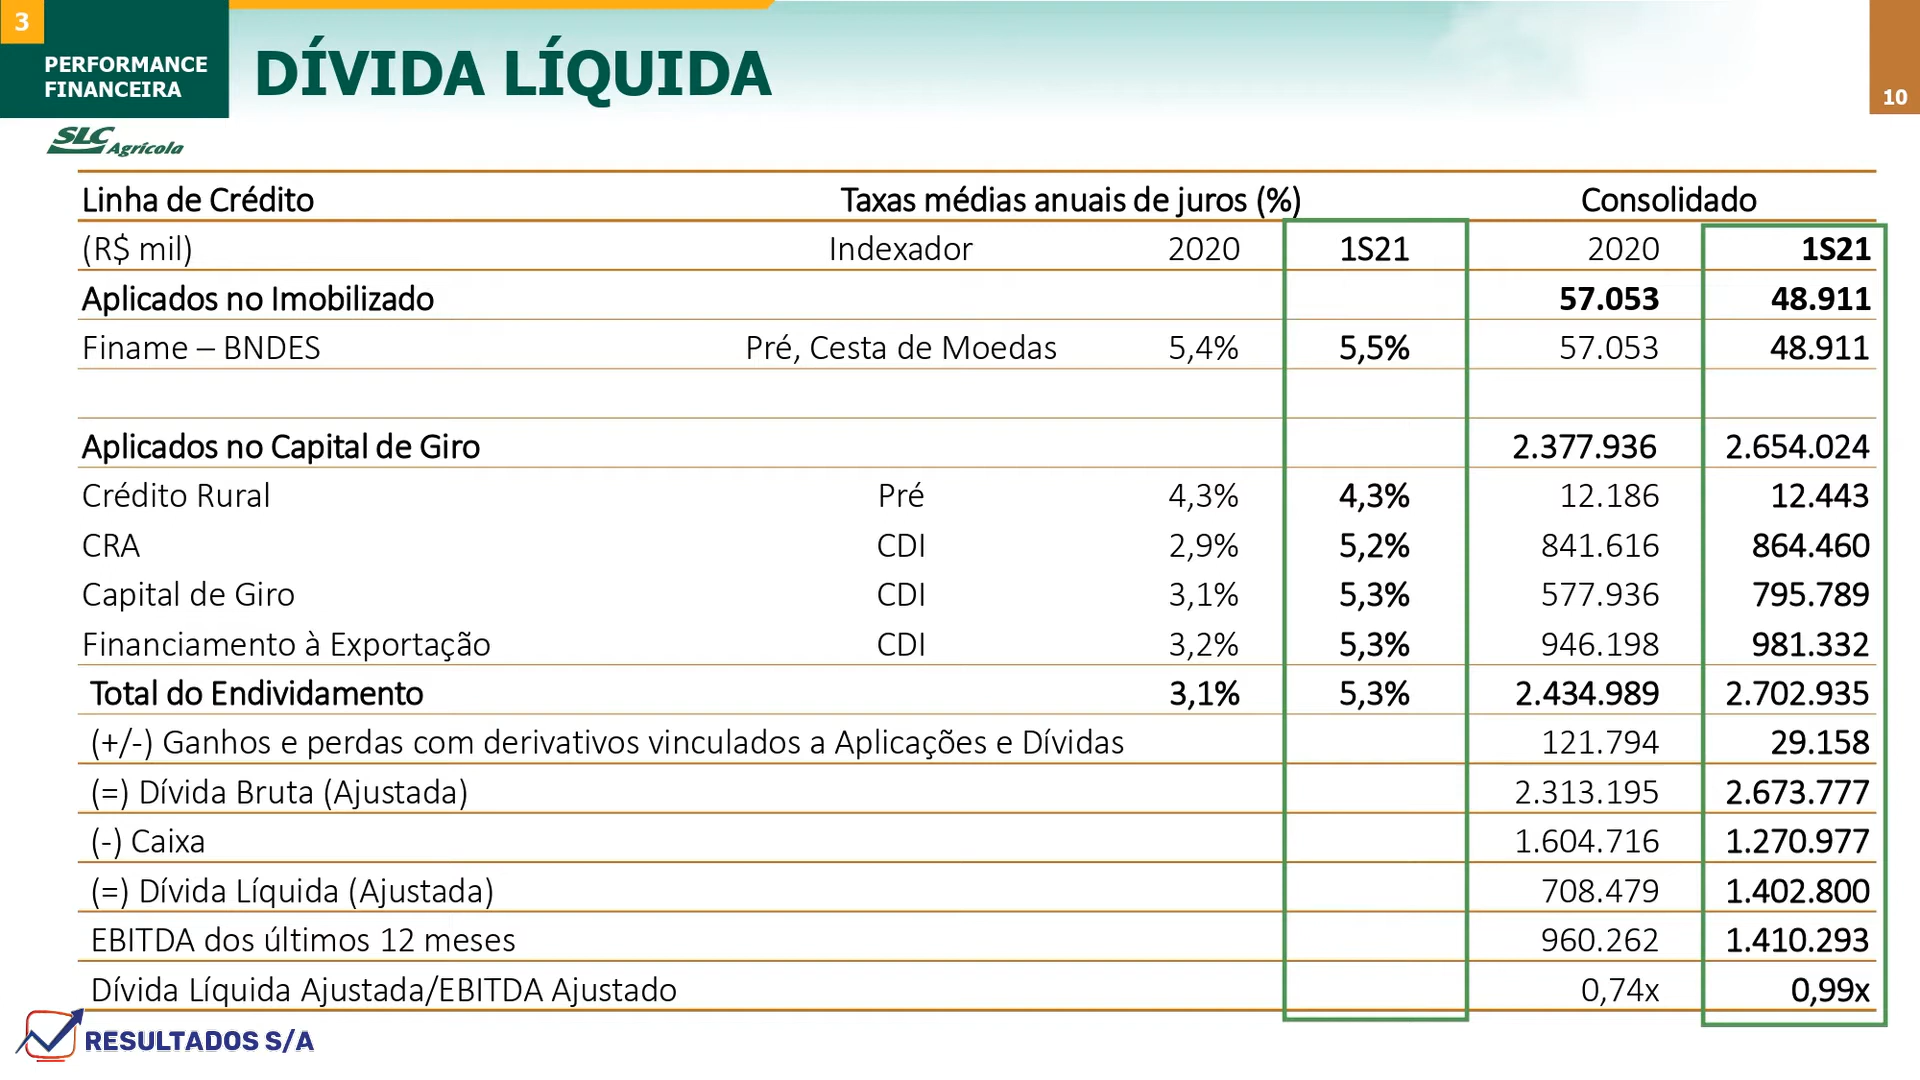 3
PERFORMANCE
FINANCEIRA
DÍVIDA LÍQUIDA
10
SLC Agrícola
Linha de Crédito Taxas médias anuais de juros (%) Consolidado
(R$ mil) Indexador 2020 1S21 2020 1S21
Aplicados no Imobilizado 57.053 48.911
Finame – BNDES Pré, Cesta de Moedas 5,4% 5,5% 57.053 48.911
Aplicados no Capital de Giro 2.377.936 2.654.024
Crédito Rural Pré 4,3% 4,3% 12.186 12.443
CRA CDI 2,9% 5,2% 841.616 864.460
Capital de Giro CDI 3,1% 5,3% 577.936 795.789
Financiamento à Exportação CDI 3,2% 5,3% 946.198 981.332
Total do Endividamento 3,1% 5,3% 2.434.989 2.702.935
(+/-) Ganhos e perdas com derivativos vinculados a Aplicações e Dívidas 121.794 29.158
(=) Dívida Bruta (Ajustada) 2.313.195 2.673.777
(-) Caixa 1.604.716 1.270.977
(=) Dívida Líquida (Ajustada) 708.479 1.402.800
EBITDA dos últimos 12 meses 960.262 1.410.293
Dívida Líquida Ajustada/EBITDA Ajustado 0,74x 0,99x
RESULTADOS S/A